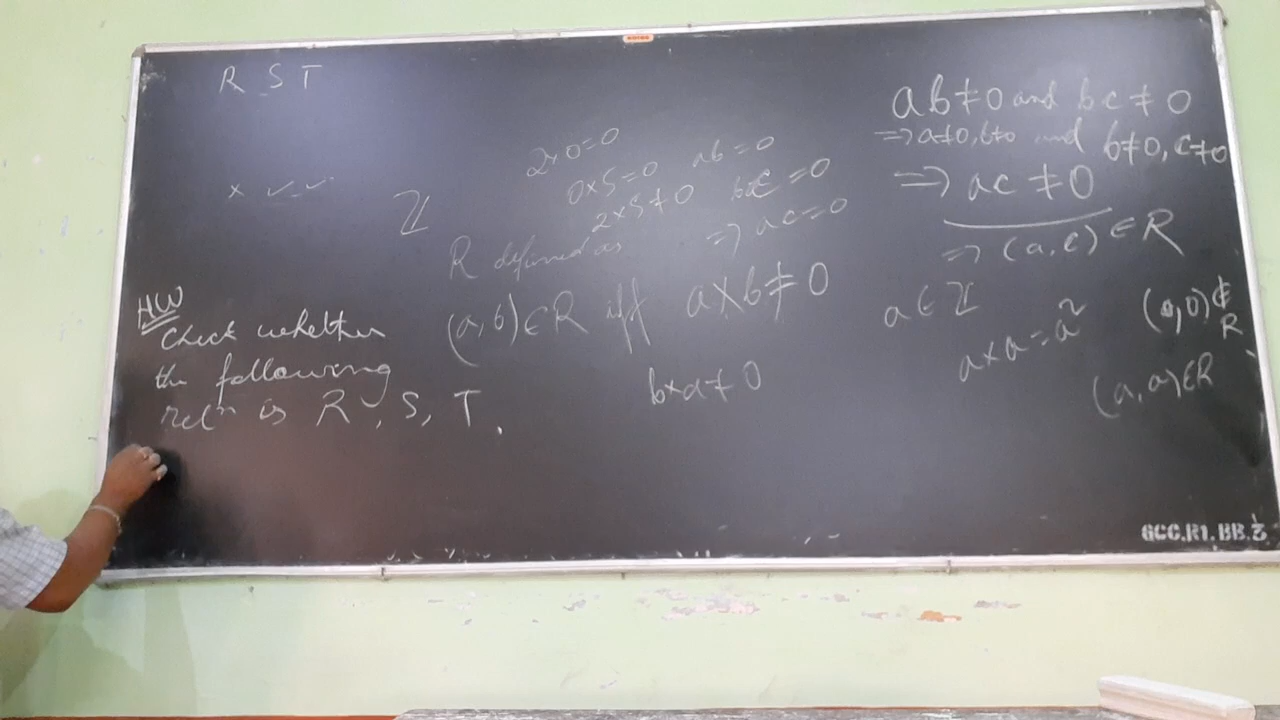 R S T
× ✓ ✓
ℤ
2×0=0
0×5=0
2×5≠0
ab=0
bc=0
⇒ ac=0
R defined as
(a,b)∈R iff a×b≠0
b×a≠0
HW
Check whether
the following
relⁿ is R, S, T.
ab≠0 and bc≠0
⇒ a≠0, b≠0 and b≠0, c≠0
⇒ ac≠0
⇒ (a,c)∈R
a∈ℤ
a×a=a²
(0,0)∉
R
(a,a)∈R
GCC.R1.BB.2